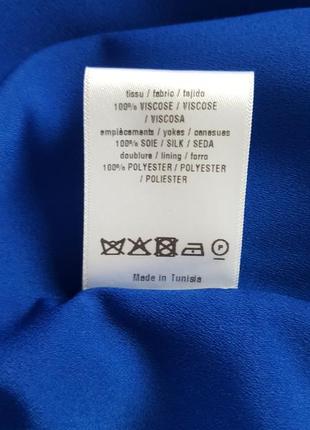 tissu / fabric / tejido
100% VISCOSE / VISCOSE
/ VISCOSA
empiècements / yokes / canesues
100% SOIE / SILK / SEDA
doublure / lining / forro
100% POLYESTER / POLYESTER
/ POLIESTER
P
Made in Tunisia